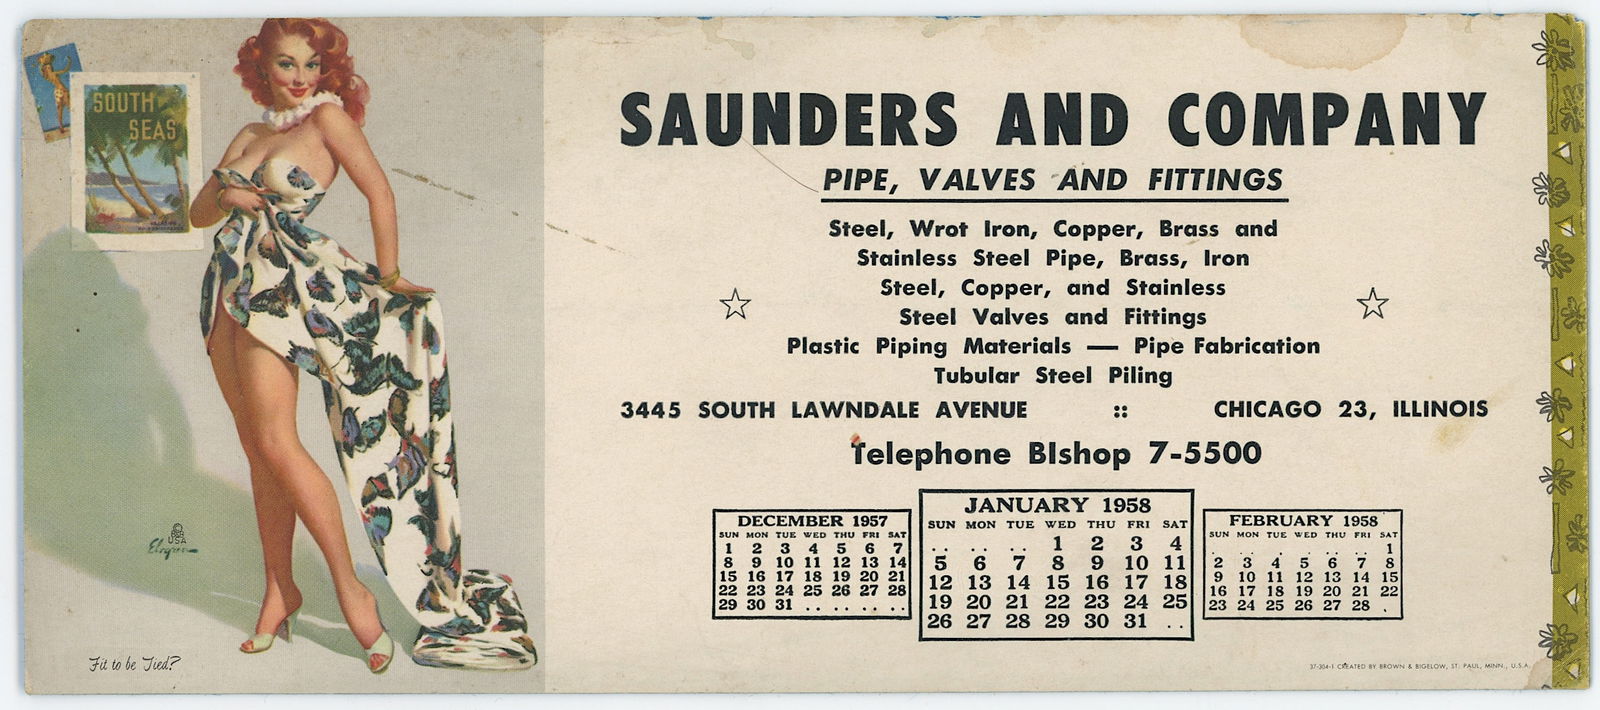 SOUTH
SEAS
© B&B
USA
Elvgren
Fit to be Tied?
SAUNDERS AND COMPANY
PIPE, VALVES AND FITTINGS
Steel, Wrot Iron, Copper, Brass and
Stainless Steel Pipe, Brass, Iron
Steel, Copper, and Stainless
Steel Valves and Fittings
Plastic Piping Materials — Pipe Fabrication
Tubular Steel Piling
3445 SOUTH LAWNDALE AVENUE :: CHICAGO 23, ILLINOIS
Telephone BIshop 7-5500
DECEMBER 1957
SUN MON TUE WED THU FRI SAT
1 2 3 4 5 6 7
8 9 10 11 12 13 14
15 16 17 18 19 20 21
22 23 24 25 26 27 28
29 30 31 . . . .
JANUARY 1958
SUN MON TUE WED THU FRI SAT
. . . 1 2 3 4
5 6 7 8 9 10 11
12 13 14 15 16 17 18
19 20 21 22 23 24 25
26 27 28 29 30 31 . .
FEBRUARY 1958
SUN MON TUE WED THU FRI SAT
. . . . . . 1
2 3 4 5 6 7 8
9 10 11 12 13 14 15
16 17 18 19 20 21 22
23 24 25 26 27 28 .
37-304-1 CREATED BY BROWN & BIGELOW, ST. PAUL, MINN., U.S.A.